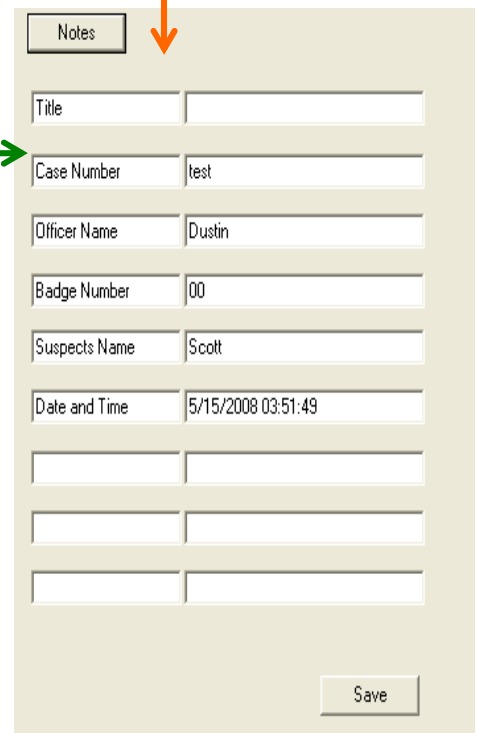 Notes
Title
Case Number test
Officer Name Dustin
Badge Number 00
Suspects Name Scott
Date and Time 5/15/2008 03:51:49
Save